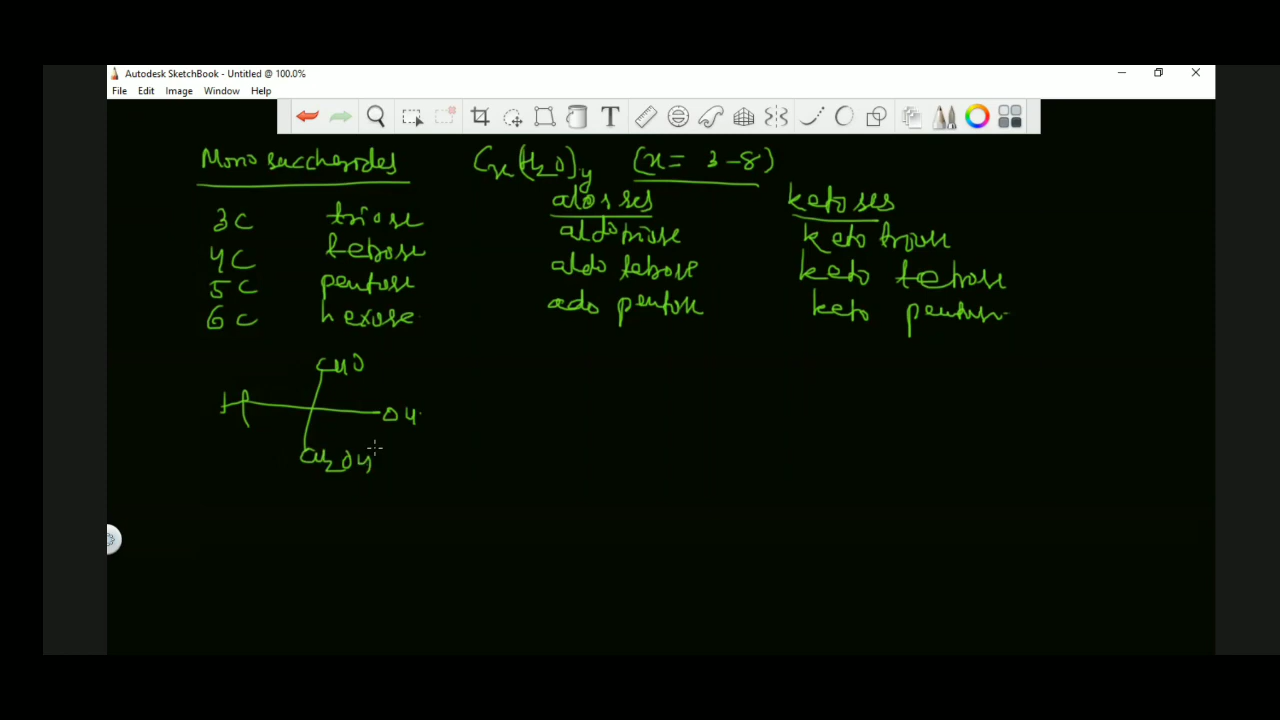 Autodesk SketchBook - Untitled @ 100.0%
File Edit Image Window Help
Mono saccharides Cx(H2O)y (x = 3-8)
aldoses ketoses
3C triose aldo triose keto triose
4C tetrose aldo tetrose keto tetrose
5C pentose ado pentose keto pentose
6C hexose
CHO
H OH
CH2OH